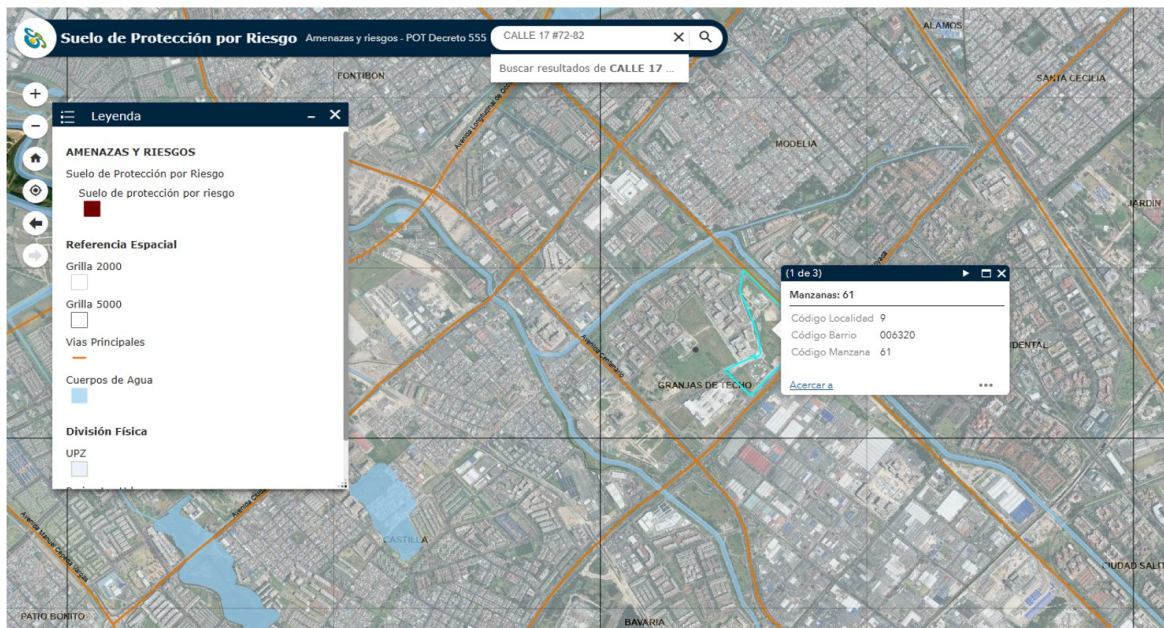 Suelo de Protección por Riesgo Amenazas y riesgos - POT Decreto 555
CALLE 17 #72-82
Buscar resultados de CALLE 17 ...
Leyenda
AMENAZAS Y RIESGOS
Suelo de Protección por Riesgo
Suelo de protección por riesgo
Referencia Espacial
Grilla 2000
Grilla 5000
Vias Principales
Cuerpos de Agua
División Física
UPZ
ALAMOS
FONTIBON
SANTA CECILIA
MODELIA
JARDIN
(1 de 3)
Manzanas: 61
Código Localidad 9
Código Barrio 006320
Código Manzana 61
Acercar a
IDENTAL
Avenida Centenario
GRANJAS DE TECHO
CASTILLA
CIUDAD SALIT
PATIO BONITO
BAVARIA